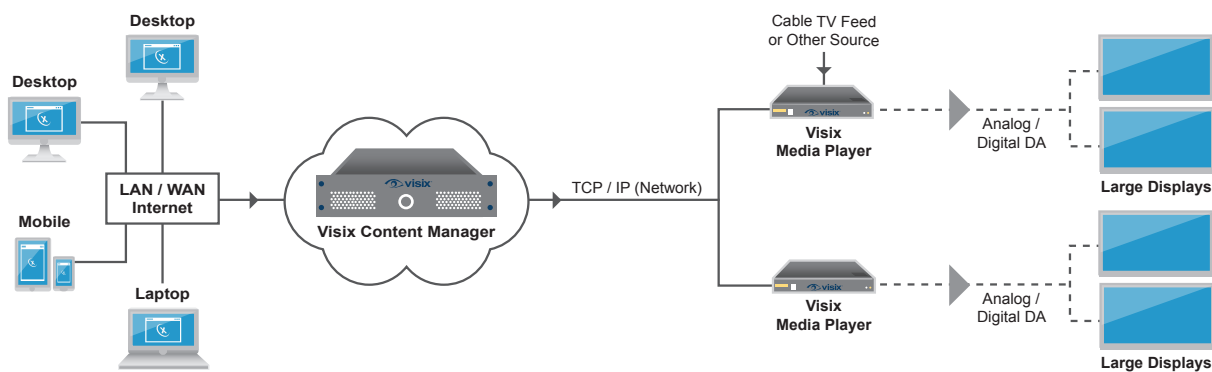 Desktop
Desktop
Mobile
Laptop
LAN / WAN
Internet
visix
Visix Content Manager
TCP / IP (Network)
Cable TV Feed
or Other Source
visix
Visix
Media Player
Analog /
Digital DA
Large Displays
visix
Visix
Media Player
Analog /
Digital DA
Large Displays